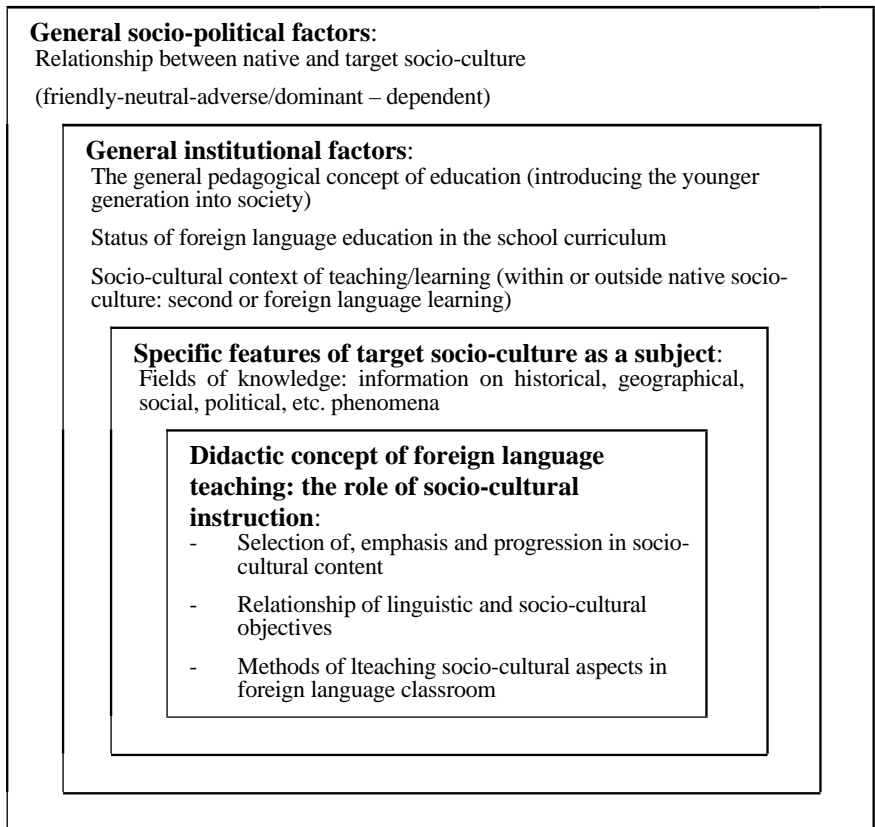 General socio-political factors:
Relationship between native and target socio-culture
(friendly-neutral-adverse/dominant – dependent)
General institutional factors:
The general pedagogical concept of education (introducing the younger
generation into society)
Status of foreign language education in the school curriculum
Socio-cultural context of teaching/learning (within or outside native socio-
culture: second or foreign language learning)
Specific features of target socio-culture as a subject:
Fields of knowledge: information on historical, geographical,
social, political, etc. phenomena
Didactic concept of foreign language
teaching: the role of socio-cultural
instruction:
- Selection of, emphasis and progression in socio-
cultural content
- Relationship of linguistic and socio-cultural
objectives
- Methods of lteaching socio-cultural aspects in
foreign language classroom